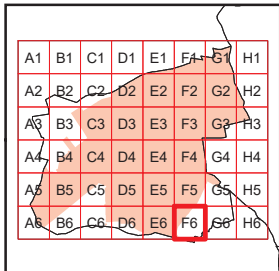 A1 B1 C1 D1 E1 F1 G1 H1
A2 B2 C2 D2 E2 F2 G2 H2
A3 B3 C3 D3 E3 F3 G3 H3
A4 B4 C4 D4 E4 F4 G4 H4
A5 B5 C5 D5 E5 F5 G5 H5
A6 B6 C6 D6 E6 F6 G6 H6